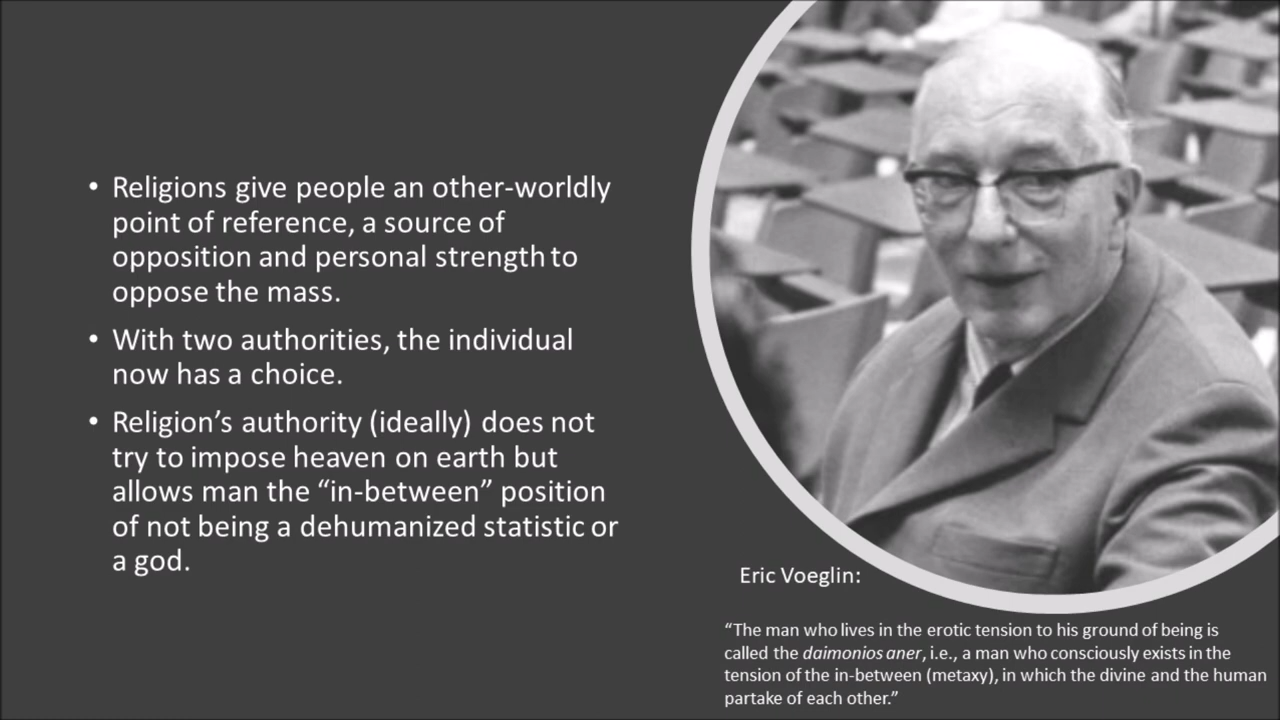 • Religions give people an other-worldly
point of reference, a source of
opposition and personal strength to
oppose the mass.
• With two authorities, the individual
now has a choice.
• Religion’s authority (ideally) does not
try to impose heaven on earth but
allows man the “in-between” position
of not being a dehumanized statistic or
a god.
Eric Voeglin:
“The man who lives in the erotic tension to his ground of being is
called the daimonios aner, i.e., a man who consciously exists in the
tension of the in-between (metaxy), in which the divine and the human
partake of each other.”